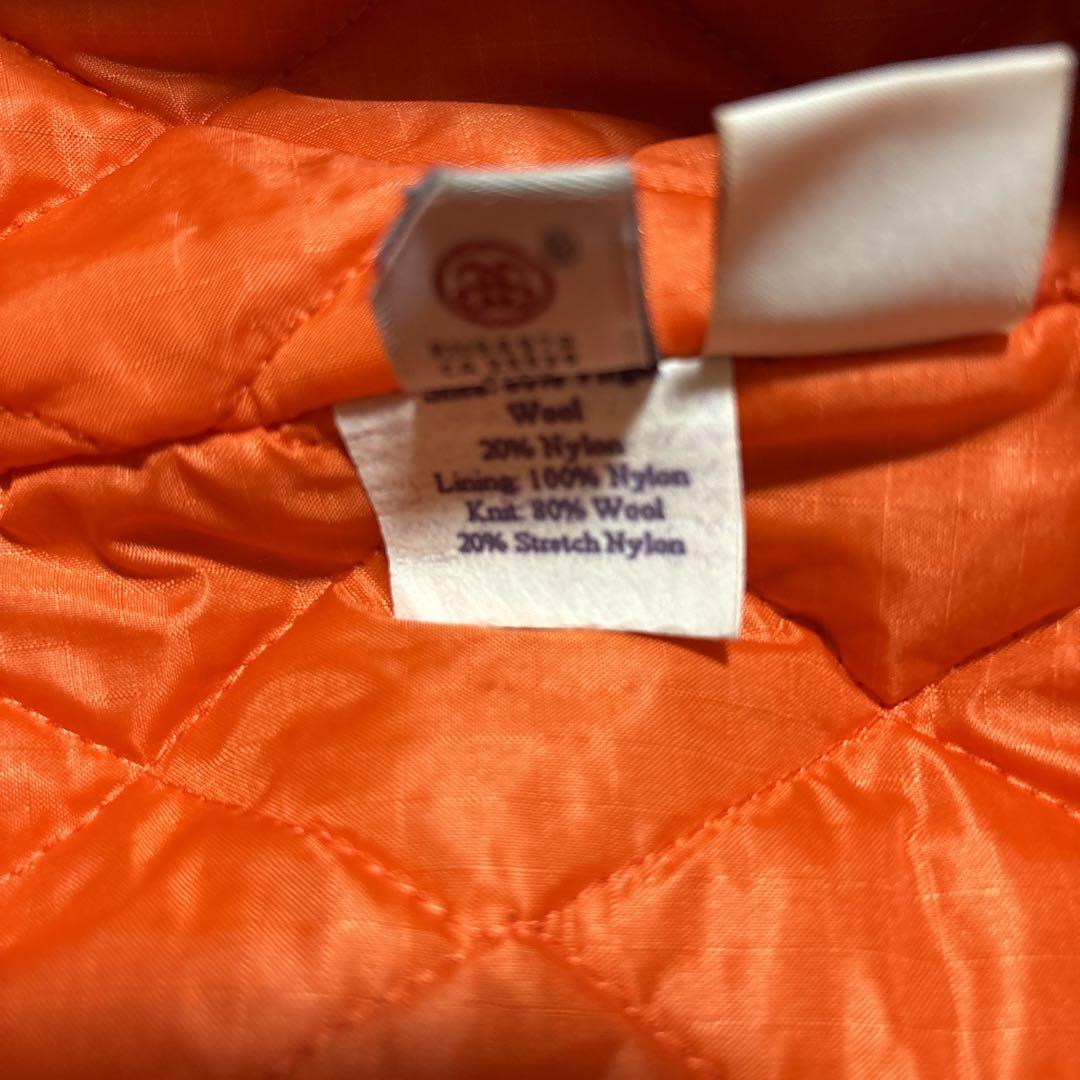 Wool
20% Nylon
Lining: 100% Nylon
Knit: 80% Wool
20% Stretch Nylon